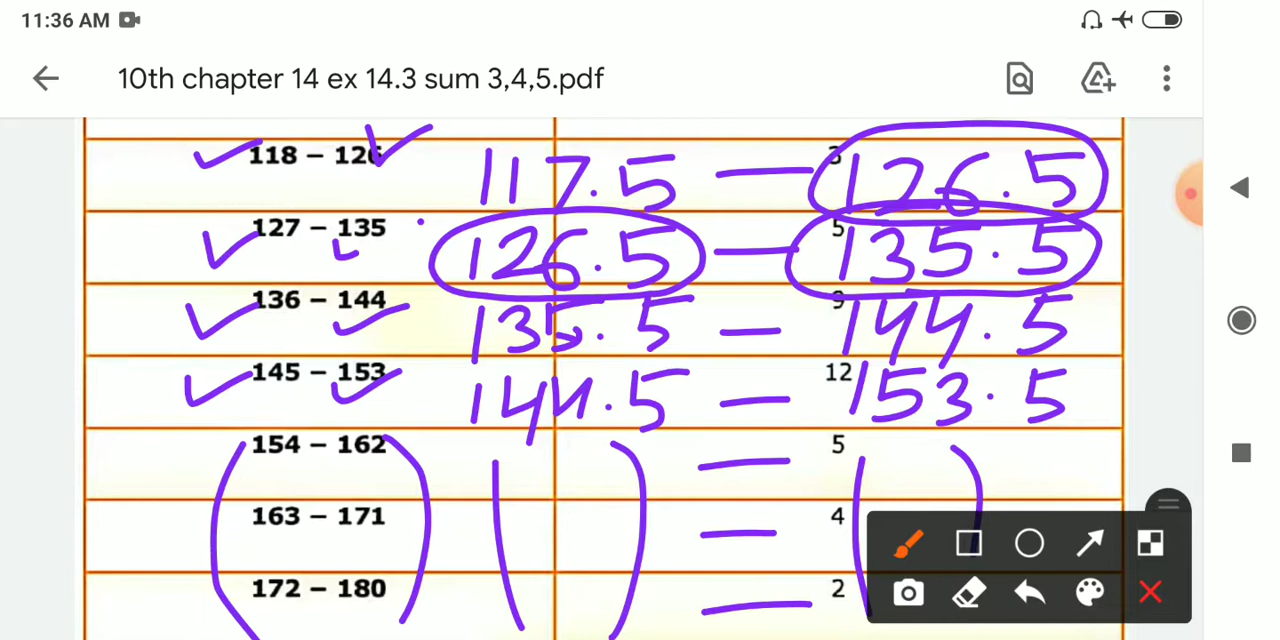 11:36 AM
10th chapter 14 ex 14.3 sum 3,4,5.pdf
118 – 126 117.5 — 3 126.5
127 – 135 126.5 — 5 135.5
136 – 144 135.5 — 9 144.5
145 – 153 144.5 — 12 153.5
154 – 162 ( ) — 5 ( )
163 – 171 — 4
172 – 180 — 2